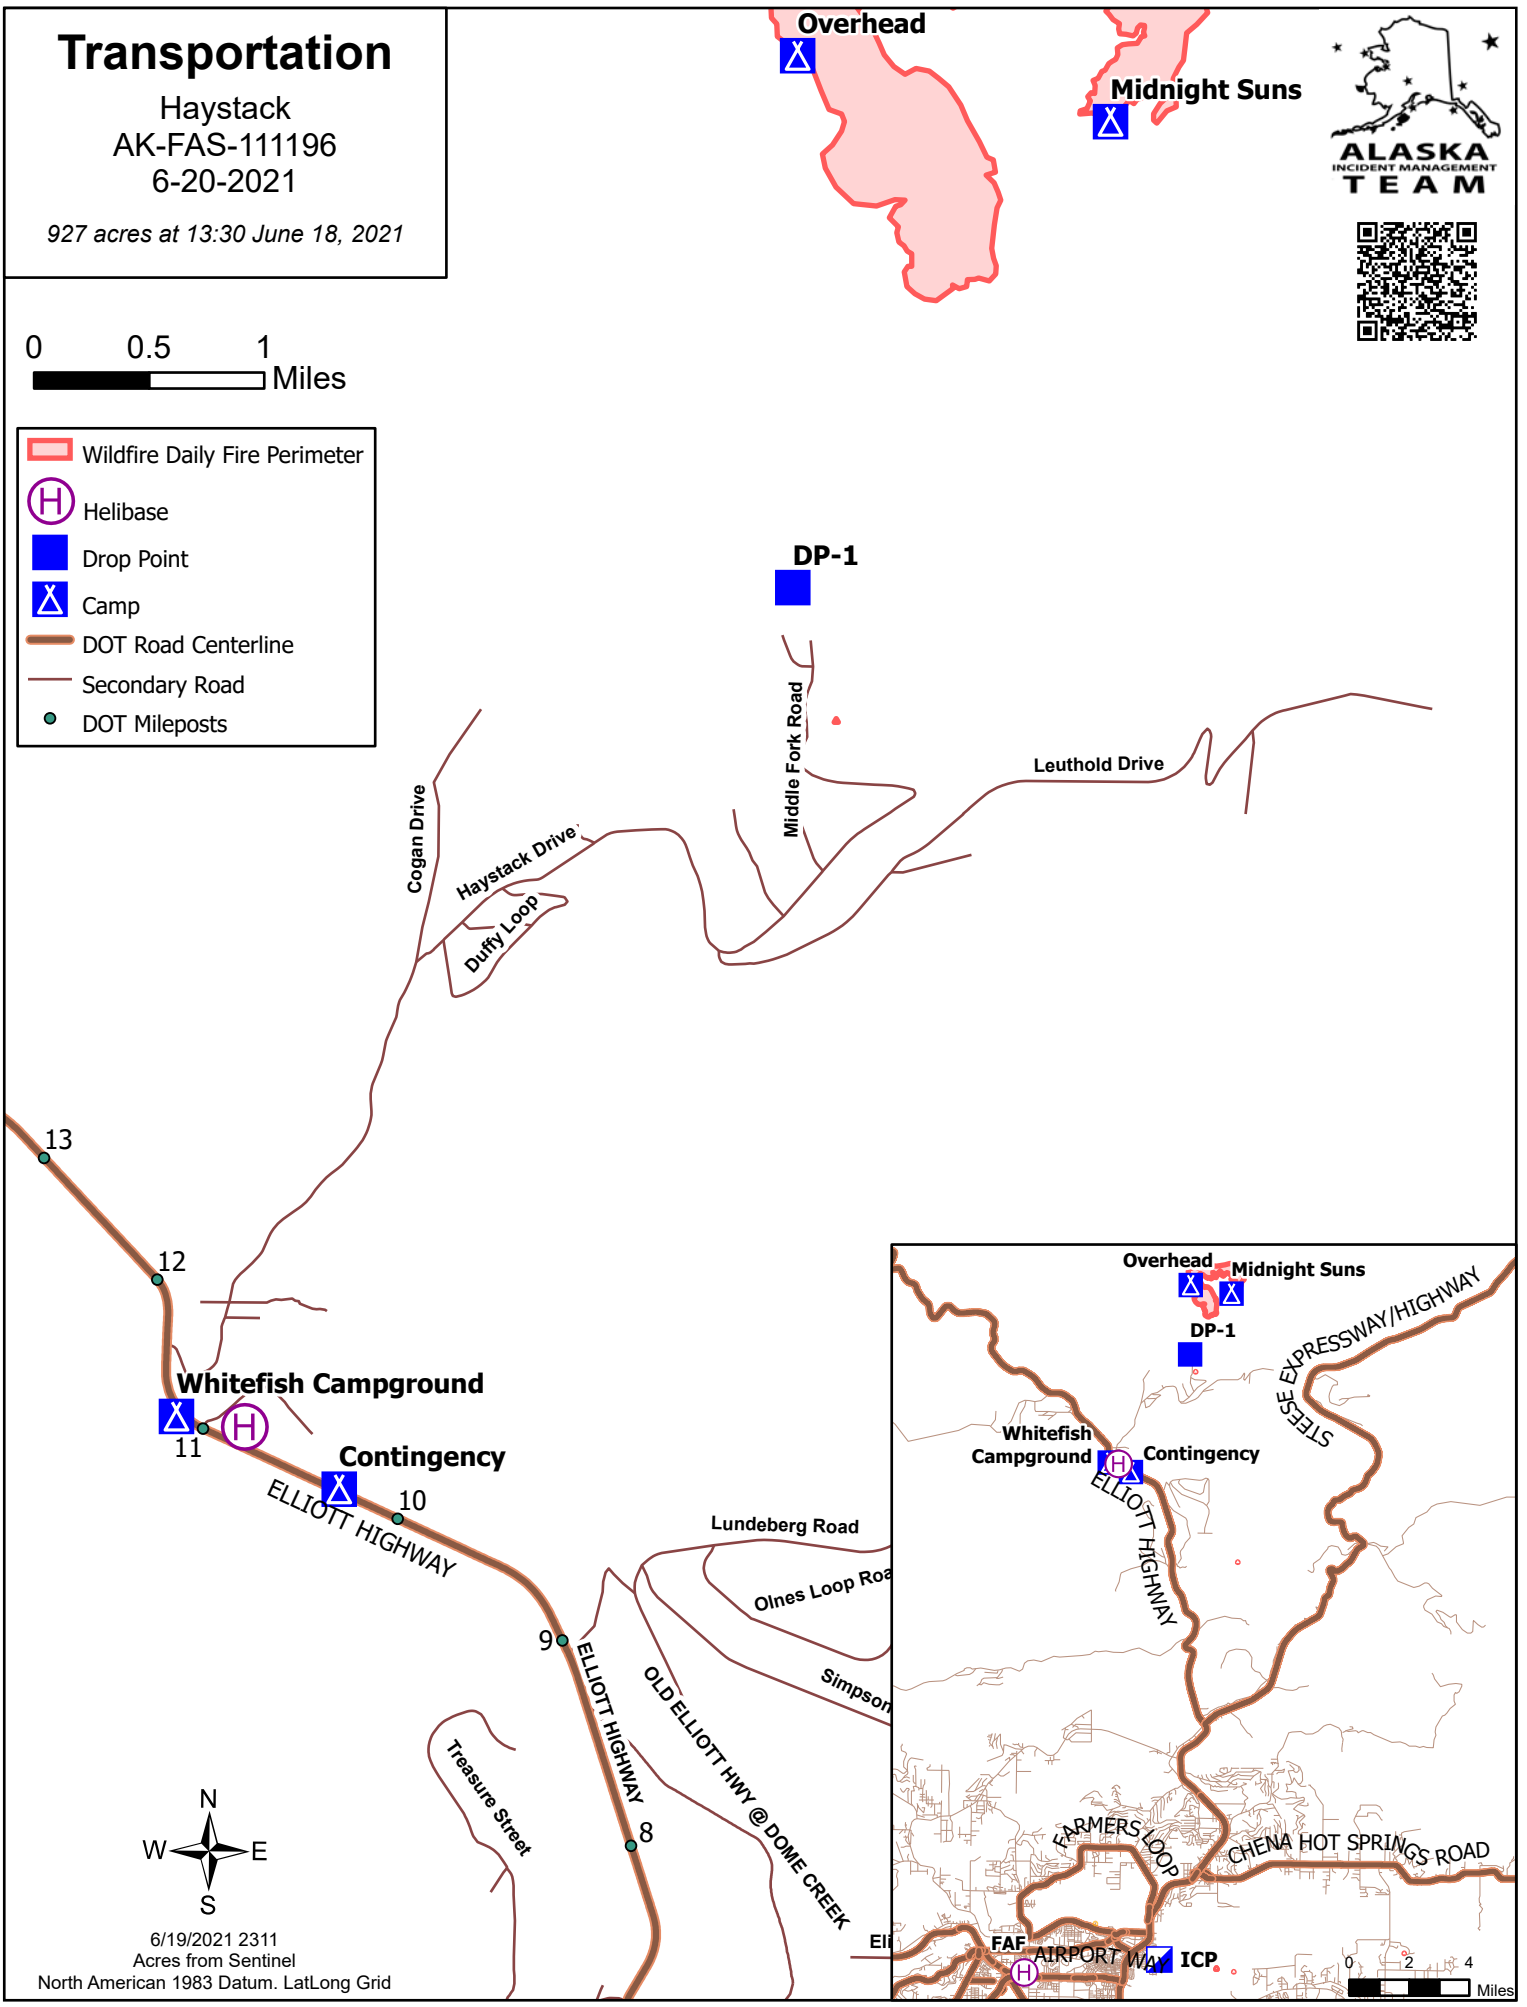 Transportation
Haystack
AK-FAS-111196
6-20-2021
927 acres at 13:30 June 18, 2021
Overhead
Midnight Suns
ALASKA
INCIDENT MANAGEMENT
TEAM
0 0.5 1
Miles
Wildfire Daily Fire Perimeter
H Helibase
Drop Point
Camp
DOT Road Centerline
Secondary Road
DOT Mileposts
DP-1
Middle Fork Road
Leuthold Drive
Cogan Drive
Haystack Drive
Duffy Loop
13
12
Whitefish Campground
11
H
Contingency
10
ELLIOTT HIGHWAY
Lundeberg Road
Olnes Loop Roa
9
ELLIOTT HIGHWAY
OLD ELLIOTT HWY @ DOME CREEK
Simpson
Treasure Street
8
Eli
N
W E
S
6/19/2021 2311
Acres from Sentinel
North American 1983 Datum. LatLong Grid
Overhead
Midnight Suns
DP-1
STEESE EXPRESSWAY/HIGHWAY
Whitefish
Campground
H
Contingency
ELLIOTT HIGHWAY
FARMERS LOOP
CHENA HOT SPRINGS ROAD
FAF
H
AIRPORT WAY
ICP
0 2 4
Miles